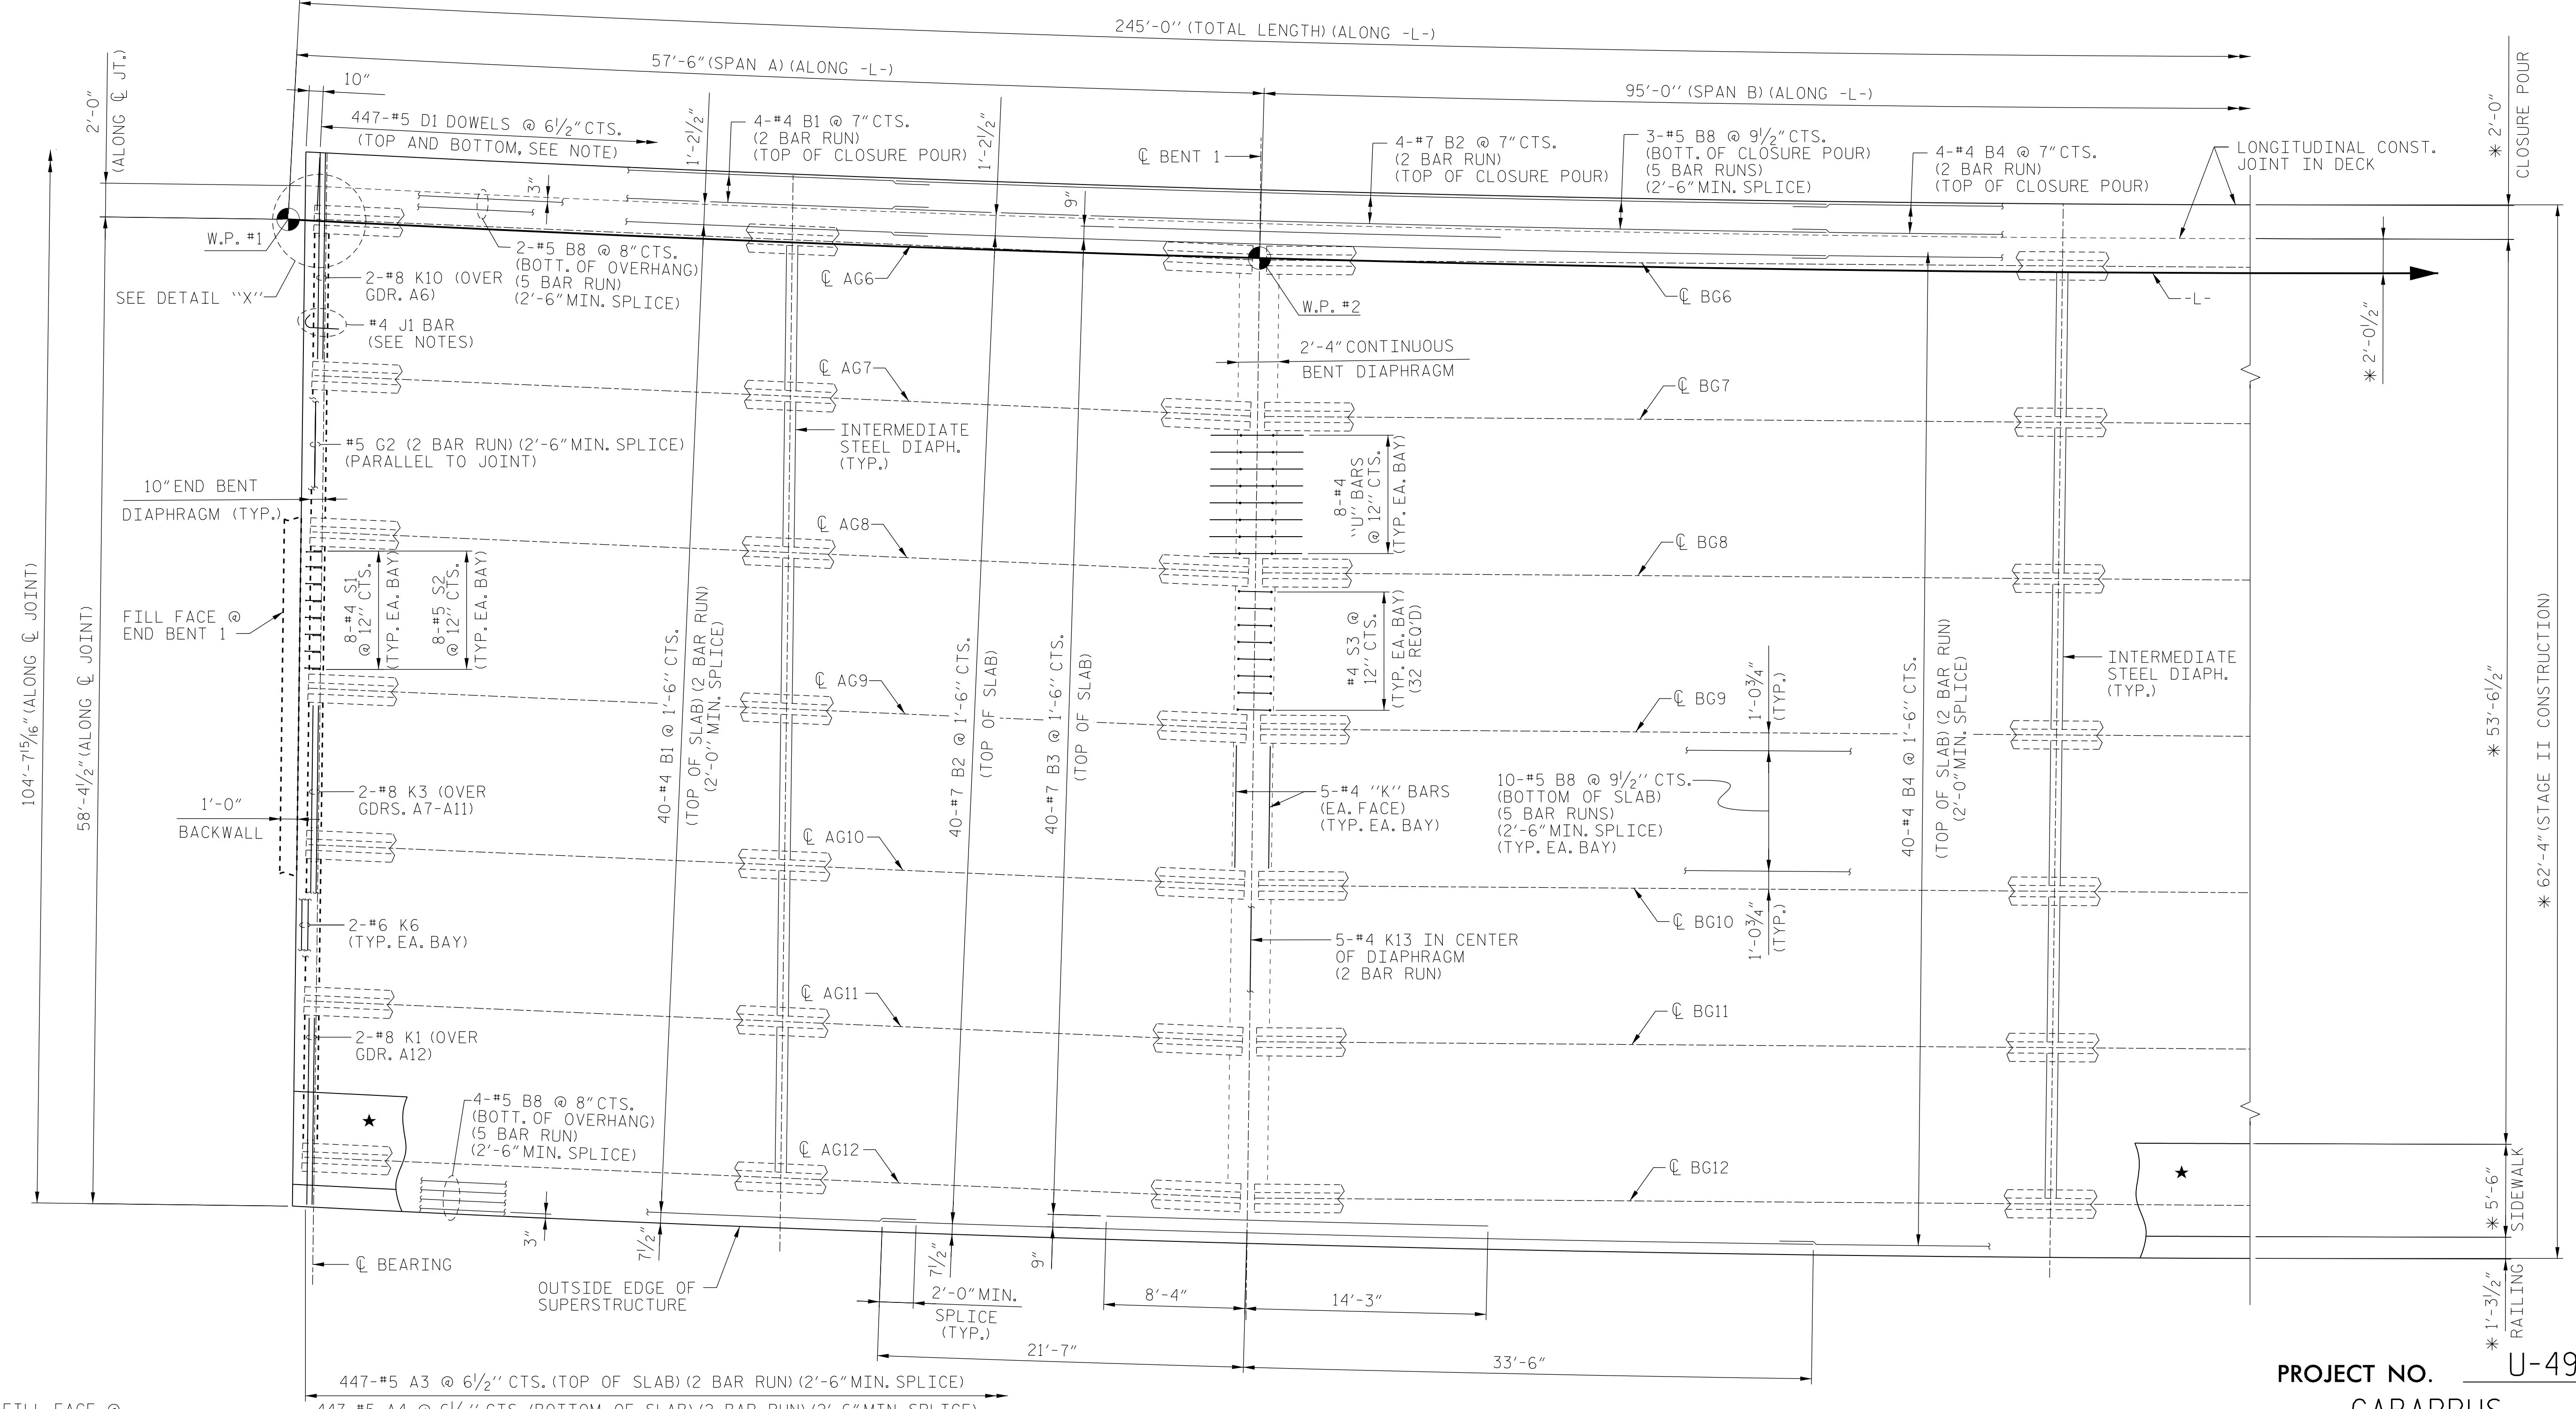 245'-0" (TOTAL LENGTH) (ALONG -L-)
57'-6" (SPAN A) (ALONG -L-)
95'-0" (SPAN B) (ALONG -L-)
2'-0"
(ALONG ℄ JT.)
10"
447-#5 D1 DOWELS @ 6½" CTS.
(TOP AND BOTTOM, SEE NOTE)
1'-2½"
4-#4 B1 @ 7" CTS.
(2 BAR RUN)
(TOP OF CLOSURE POUR)
1'-2½"
℄ BENT 1
9"
4-#7 B2 @ 7" CTS.
(2 BAR RUN)
(TOP OF CLOSURE POUR)
3-#5 B8 @ 9½" CTS.
(BOTT. OF CLOSURE POUR)
(5 BAR RUNS)
(2'-6" MIN. SPLICE)
4-#4 B4 @ 7" CTS.
(2 BAR RUN)
(TOP OF CLOSURE POUR)
LONGITUDINAL CONST.
JOINT IN DECK
* 2'-0"
CLOSURE POUR
3"
W.P. #1
2-#5 B8 @ 8" CTS.
(BOTT. OF OVERHANG)
(5 BAR RUN)
(2'-6" MIN. SPLICE)
2-#8 K10 (OVER
GDR. A6)
SEE DETAIL ‘‘X’’
#4 J1 BAR
(SEE NOTES)
℄ AG6
W.P. #2
℄ BG6
-L-
* 2'-0½"
2'-4" CONTINUOUS
BENT DIAPHRAGM
℄ AG7
℄ BG7
#5 G2 (2 BAR RUN) (2'-6" MIN. SPLICE)
(PARALLEL TO JOINT)
INTERMEDIATE
STEEL DIAPH.
(TYP.)
8-#4
‘‘U’’ BARS
@ 12" CTS.
(TYP. EA. BAY)
10" END BENT
DIAPHRAGM (TYP.)
℄ AG8
℄ BG8
104'-7 15/16" (ALONG ℄ JOINT)
58'-4½" (ALONG ℄ JOINT)
FILL FACE @
END BENT 1
8-#4 S1
@ 12" CTS.
(TYP. EA. BAY)
8-#5 S2
@ 12" CTS.
(TYP. EA. BAY)
40-#4 B1 @ 1'-6" CTS.
(TOP OF SLAB) (2 BAR RUN)
(2'-0" MIN. SPLICE)
40-#7 B2 @ 1'-6" CTS.
(TOP OF SLAB)
40-#7 B3 @ 1'-6" CTS.
(TOP OF SLAB)
#4 S3 @
12" CTS.
(TYP. EA. BAY)
(32 REQ'D)
40-#4 B4 @ 1'-6" CTS.
(TOP OF SLAB) (2 BAR RUN)
(2'-0" MIN. SPLICE)
INTERMEDIATE
STEEL DIAPH.
(TYP.)
* 53'-6½"
* 62'-4" (STAGE II CONSTRUCTION)
℄ AG9
℄ BG9
1'-0¾"
(TYP.)
1'-0"
BACKWALL
2-#8 K3 (OVER
GDRS. A7-A11)
5-#4 "K" BARS
(EA. FACE)
(TYP. EA. BAY)
10-#5 B8 @ 9½" CTS.
(BOTTOM OF SLAB)
(5 BAR RUNS)
(2'-6" MIN. SPLICE)
(TYP. EA. BAY)
℄ AG10
℄ BG10
1'-0¾"
(TYP.)
2-#6 K6
(TYP. EA. BAY)
5-#4 K13 IN CENTER
OF DIAPHRAGM
(2 BAR RUN)
℄ AG11
℄ BG11
2-#8 K1 (OVER
GDR. A12)
★
4-#5 B8 @ 8" CTS.
(BOTT. OF OVERHANG)
(5 BAR RUN)
(2'-6" MIN. SPLICE)
℄ AG12
℄ BG12
★
* 5'-6"
SIDEWALK
℄ BEARING
3"
7½"
7½"
9"
OUTSIDE EDGE OF
SUPERSTRUCTURE
2'-0" MIN.
SPLICE
(TYP.)
8'-4"
14'-3"
* 1'-3½"
RAILING
21'-7"
33'-6"
PROJECT NO. U-49
CABARRUS
447-#5 A3 @ 6½" CTS. (TOP OF SLAB) (2 BAR RUN) (2'-6" MIN. SPLICE)
447-#5 A4 @ 6½" CTS. (BOTTOM OF SLAB) (2 BAR RUN) (2'-6" MIN. SPLICE)
FILL FACE @